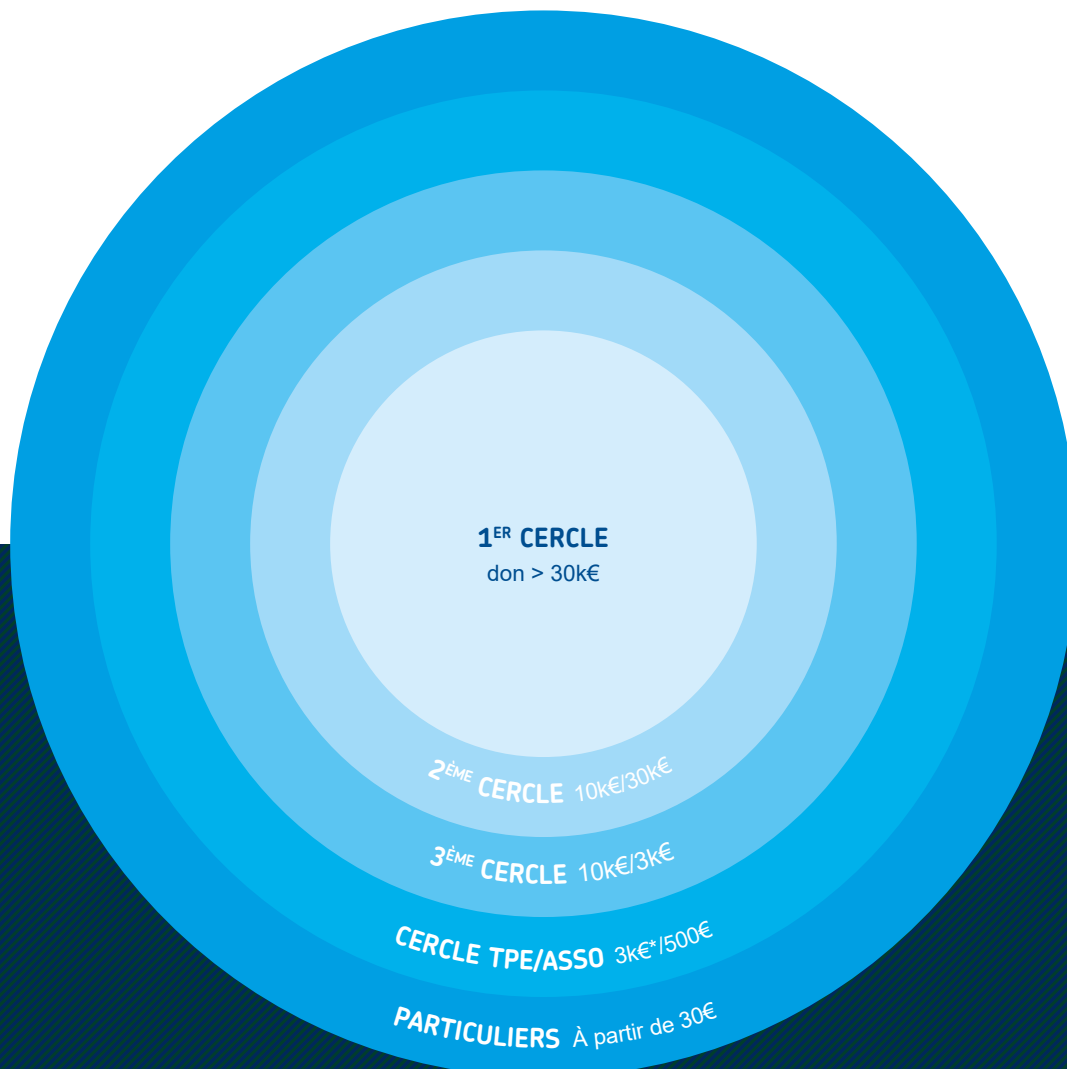 1ER CERCLE
don > 30k€
2ÈME CERCLE 10k€/30k€
3ÈME CERCLE 10k€/3k€
CERCLE TPE/ASSO 3k€*/500€
PARTICULIERS À partir de 30€